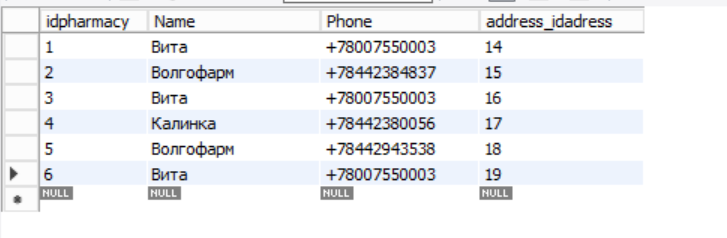 idpharmacy Name Phone address_idadress
1 Вита +78007550003 14
2 Волгофарм +78442384837 15
3 Вита +78007550003 16
4 Калинка +78442380056 17
5 Волгофарм +78442943538 18
6 Вита +78007550003 19
NULL NULL NULL NULL